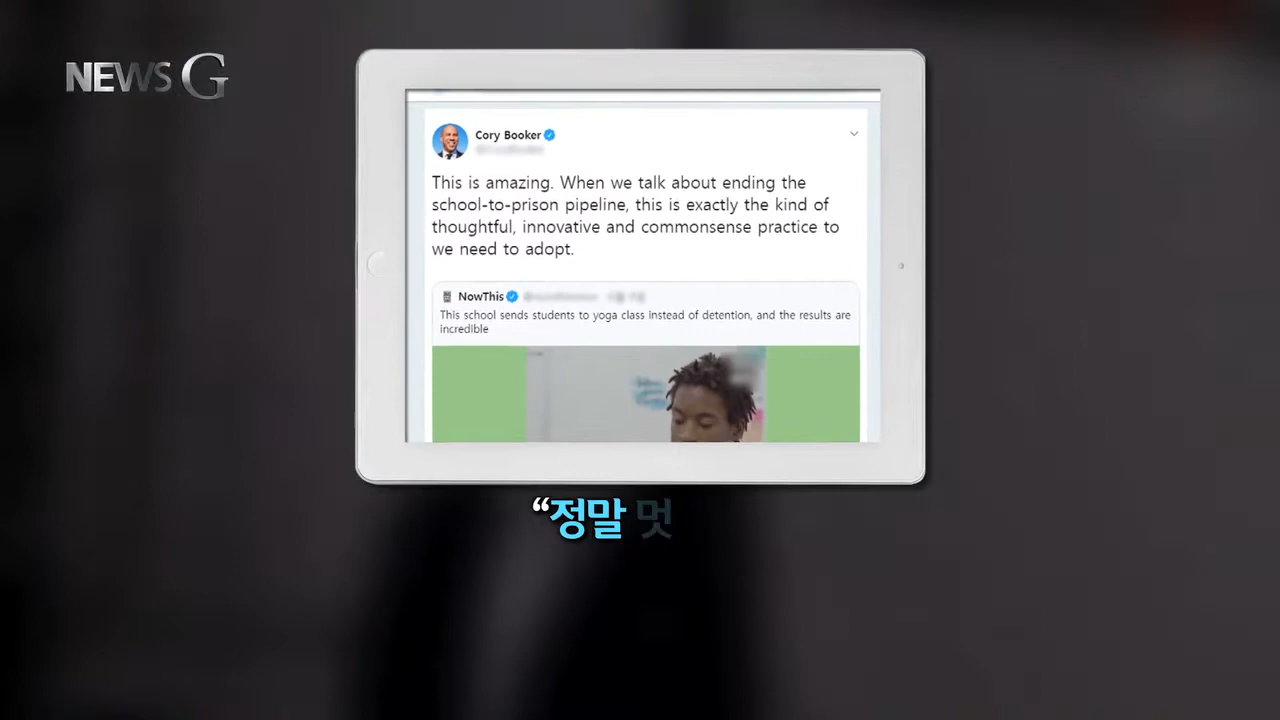 NEWS G
Cory Booker
This is amazing. When we talk about ending the
school-to-prison pipeline, this is exactly the kind of
thoughtful, innovative and commonsense practice to
we need to adopt.
NowThis
This school sends students to yoga class instead of detention, and the results are
incredible
“정말 멋